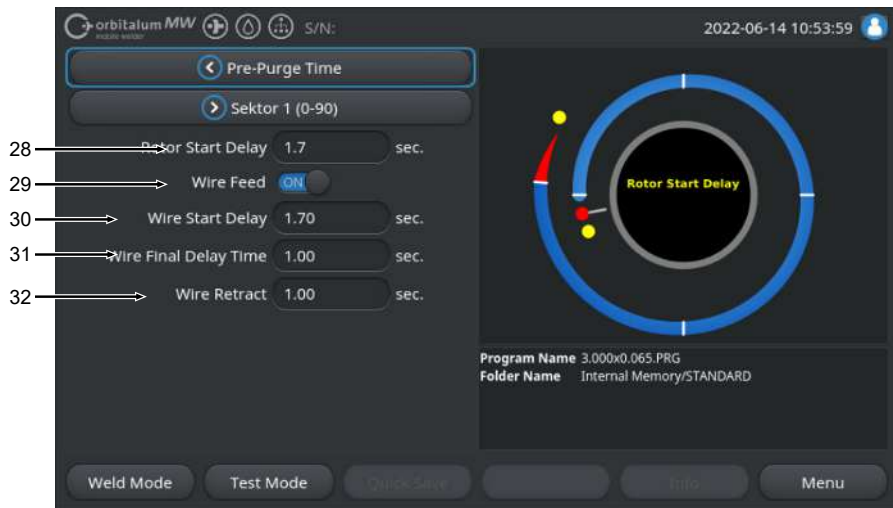 orbitalum MW S/N: 2022-06-14 10:53:59
mobile welder
Pre-Purge Time
Sektor 1 (0-90)
28 Rotor Start Delay 1.7 sec.
29 Wire Feed ON
30 Wire Start Delay 1.70 sec.
31 Wire Final Delay Time 1.00 sec.
32 Wire Retract 1.00 sec.
Rotor Start Delay
Program Name 3.000x0.065.PRG
Folder Name Internal Memory/STANDARD
Weld Mode Test Mode Quick Save Info Menu